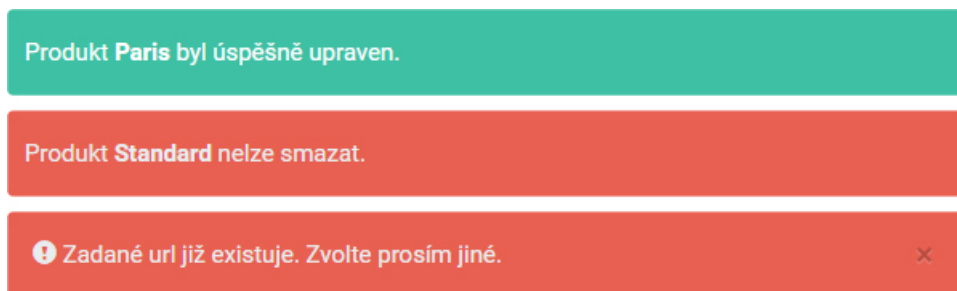 Produkt Paris byl úspěšně upraven.
Produkt Standard nelze smazat.
Zadané url již existuje. Zvolte prosím jiné.